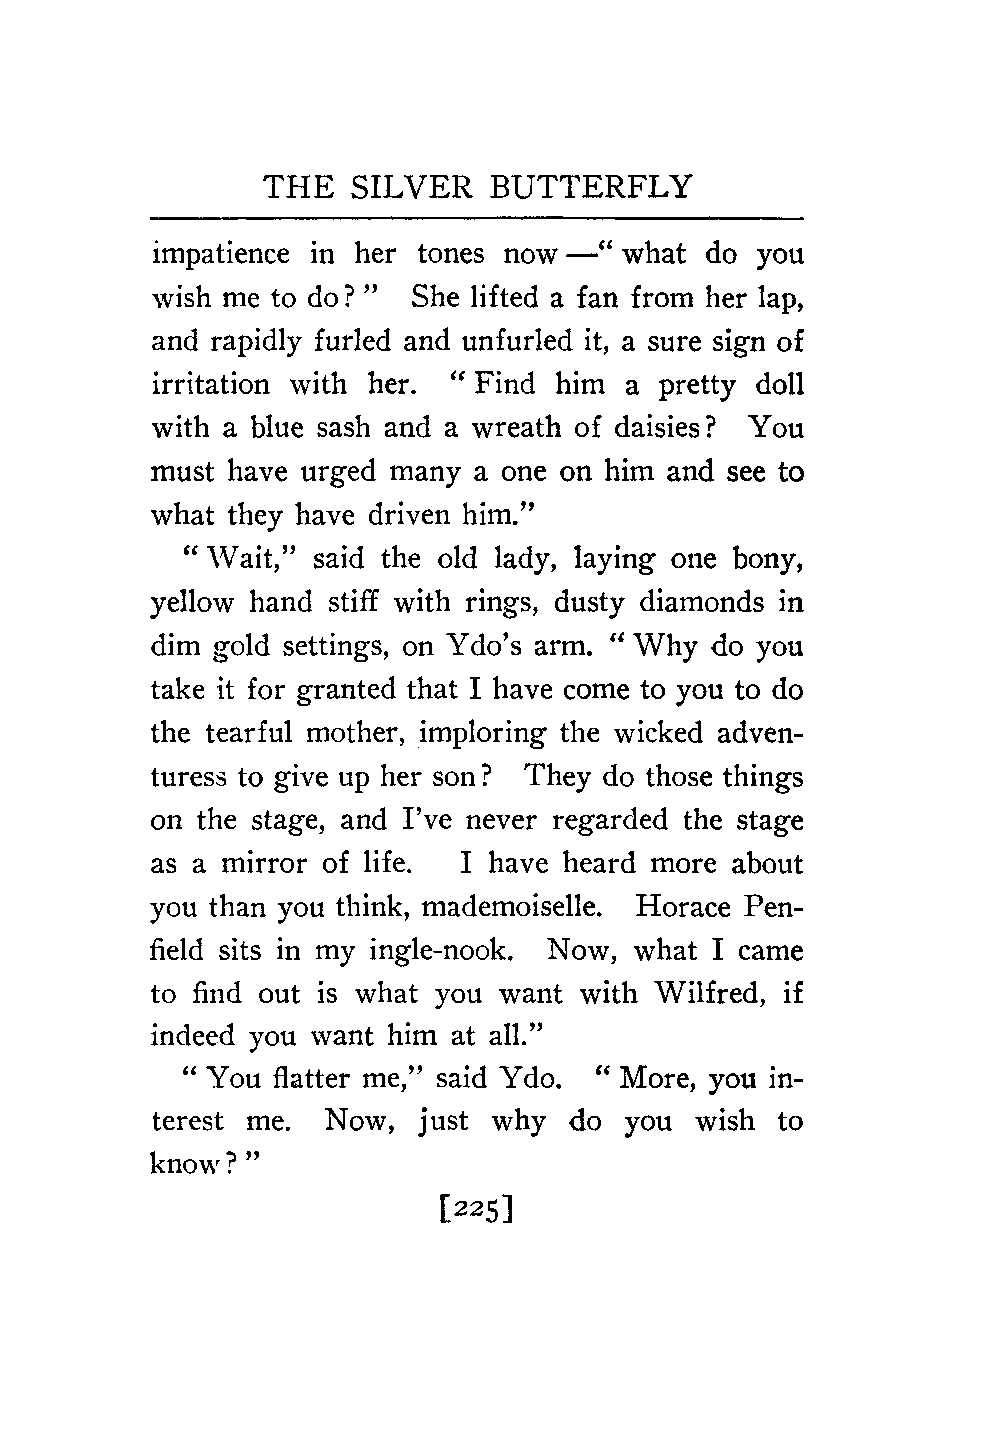 THE SILVER BUTTERFLY
impatience in her tones now —“ what do you
wish me to do? ” She lifted a fan from her lap,
and rapidly furled and unfurled it, a sure sign of
irritation with her. “ Find him a pretty doll
with a blue sash and a wreath of daisies? You
must have urged many a one on him and see to
what they have driven him.”
“ Wait,” said the old lady, laying one bony,
yellow hand stiff with rings, dusty diamonds in
dim gold settings, on Ydo’s arm. “ Why do you
take it for granted that I have come to you to do
the tearful mother, imploring the wicked adven-
turess to give up her son? They do those things
on the stage, and I’ve never regarded the stage
as a mirror of life. I have heard more about
you than you think, mademoiselle. Horace Pen-
field sits in my ingle-nook. Now, what I came
to find out is what you want with Wilfred, if
indeed you want him at all.”
“ You flatter me,” said Ydo. “ More, you in-
terest me. Now, just why do you wish to
know? ”
[225]